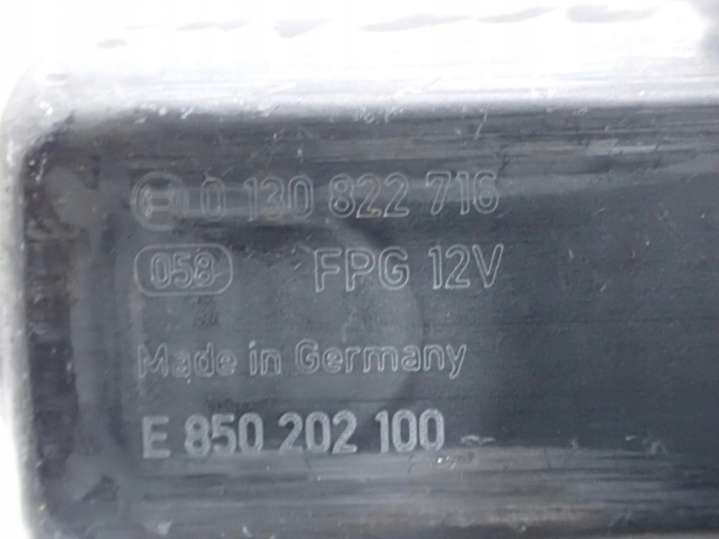 0 130 822 716
058 FPG 12V
Made in Germany
E 850 202 100